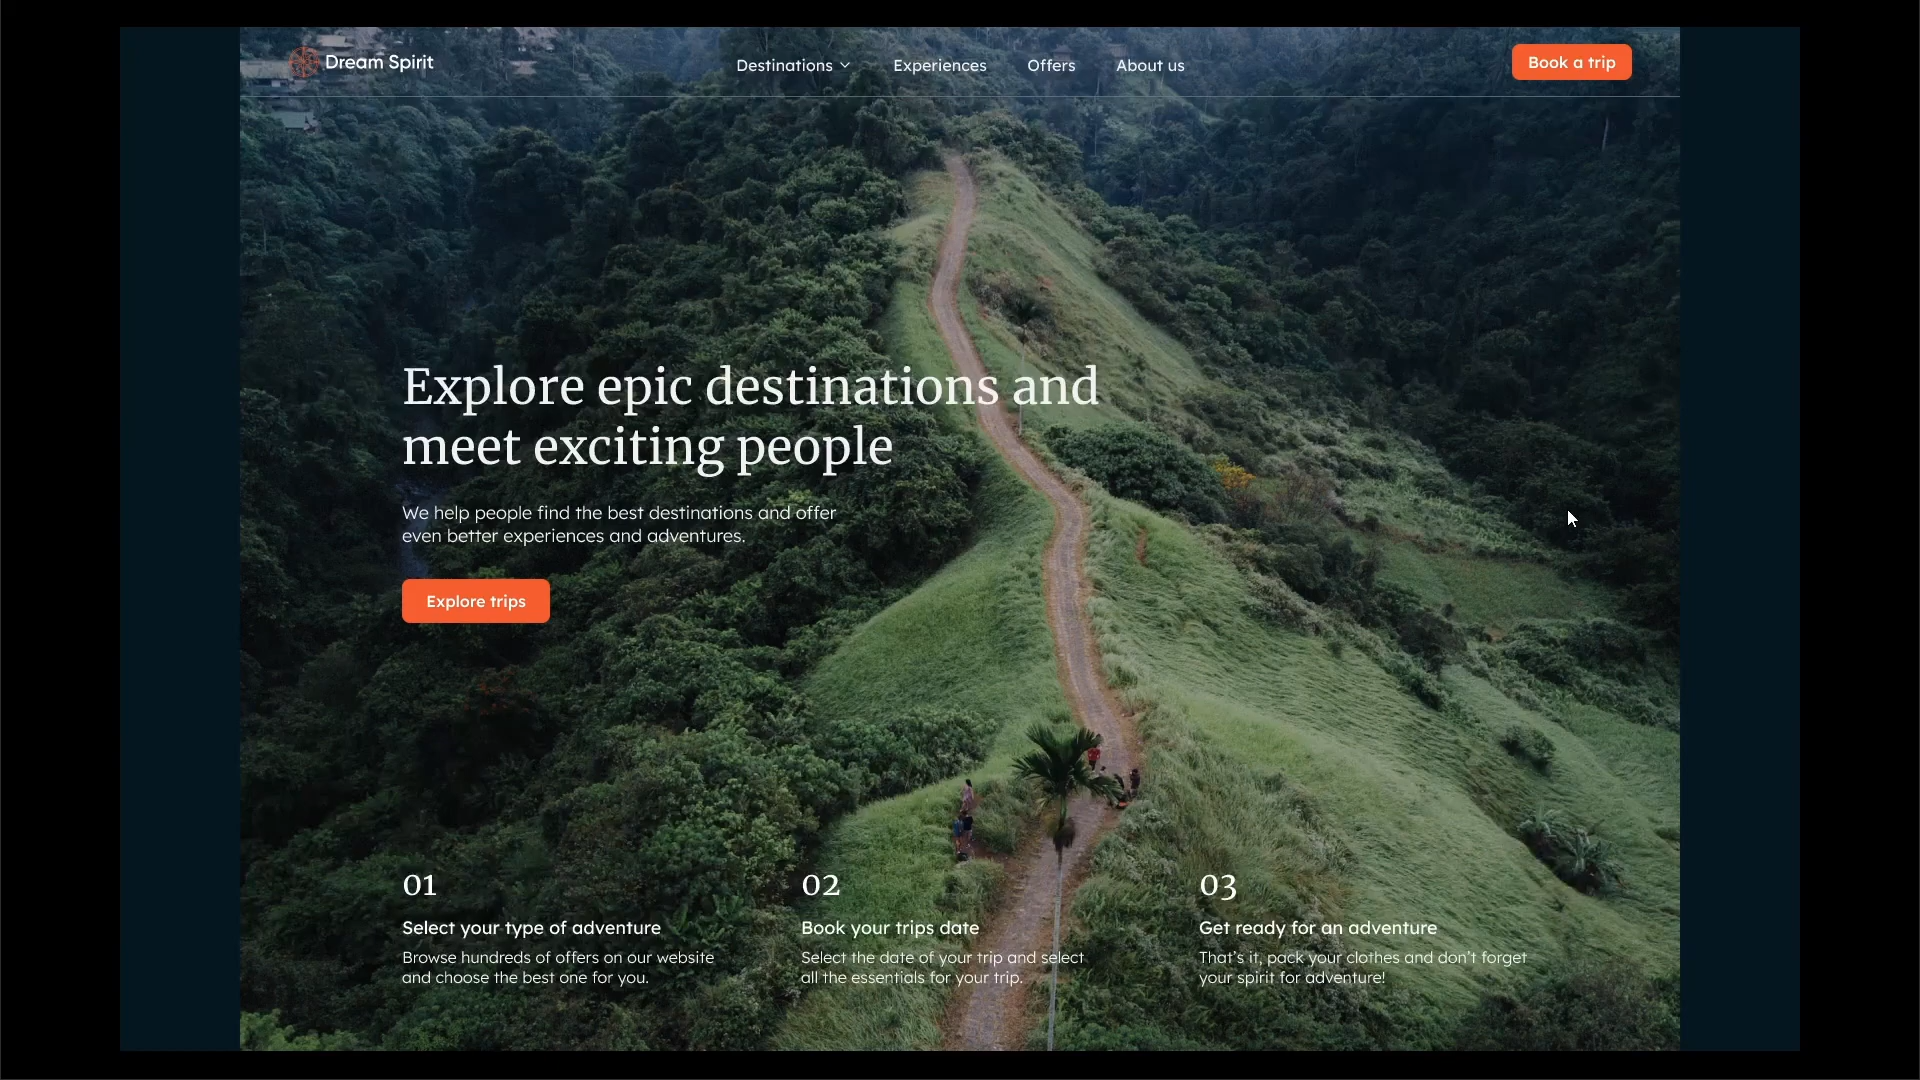 Dream Spirit
Destinations
Experiences
Offers
About us
Book a trip
Explore epic destinations and
meet exciting people
We help people find the best destinations and offer
even better experiences and adventures.
Explore trips
01
Select your type of adventure
Browse hundreds of offers on our website
and choose the best one for you.
02
Book your trips date
Select the date of your trip and select
all the essentials for your trip.
03
Get ready for an adventure
That's it, pack your clothes and don't forget
your spirit for adventure!